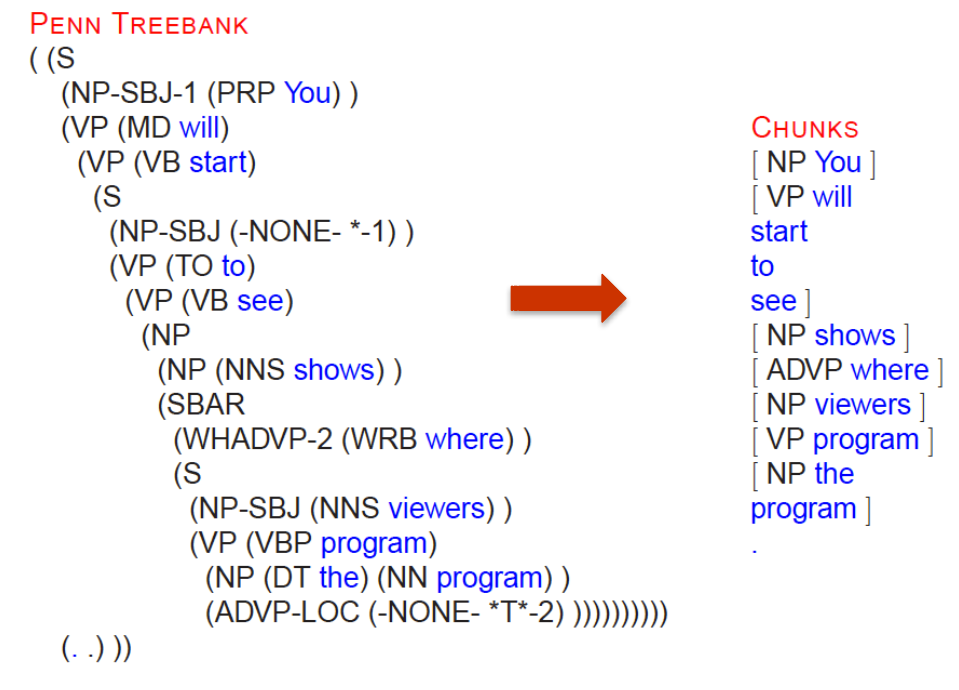 PENN TREEBANK
( (S
(NP-SBJ-1 (PRP You) )
(VP (MD will)
(VP (VB start)
(S
(NP-SBJ (-NONE- *-1) )
(VP (TO to)
(VP (VB see)
(NP
(NP (NNS shows) )
(SBAR
(WHADVP-2 (WRB where) )
(S
(NP-SBJ (NNS viewers) )
(VP (VBP program)
(NP (DT the) (NN program) )
(ADVP-LOC (-NONE- *T*-2) ))))))))))
(. .) ))
CHUNKS
[ NP You ]
[ VP will
start
to
see ]
[ NP shows ]
[ ADVP where ]
[ NP viewers ]
[ VP program ]
[ NP the
program ]
.